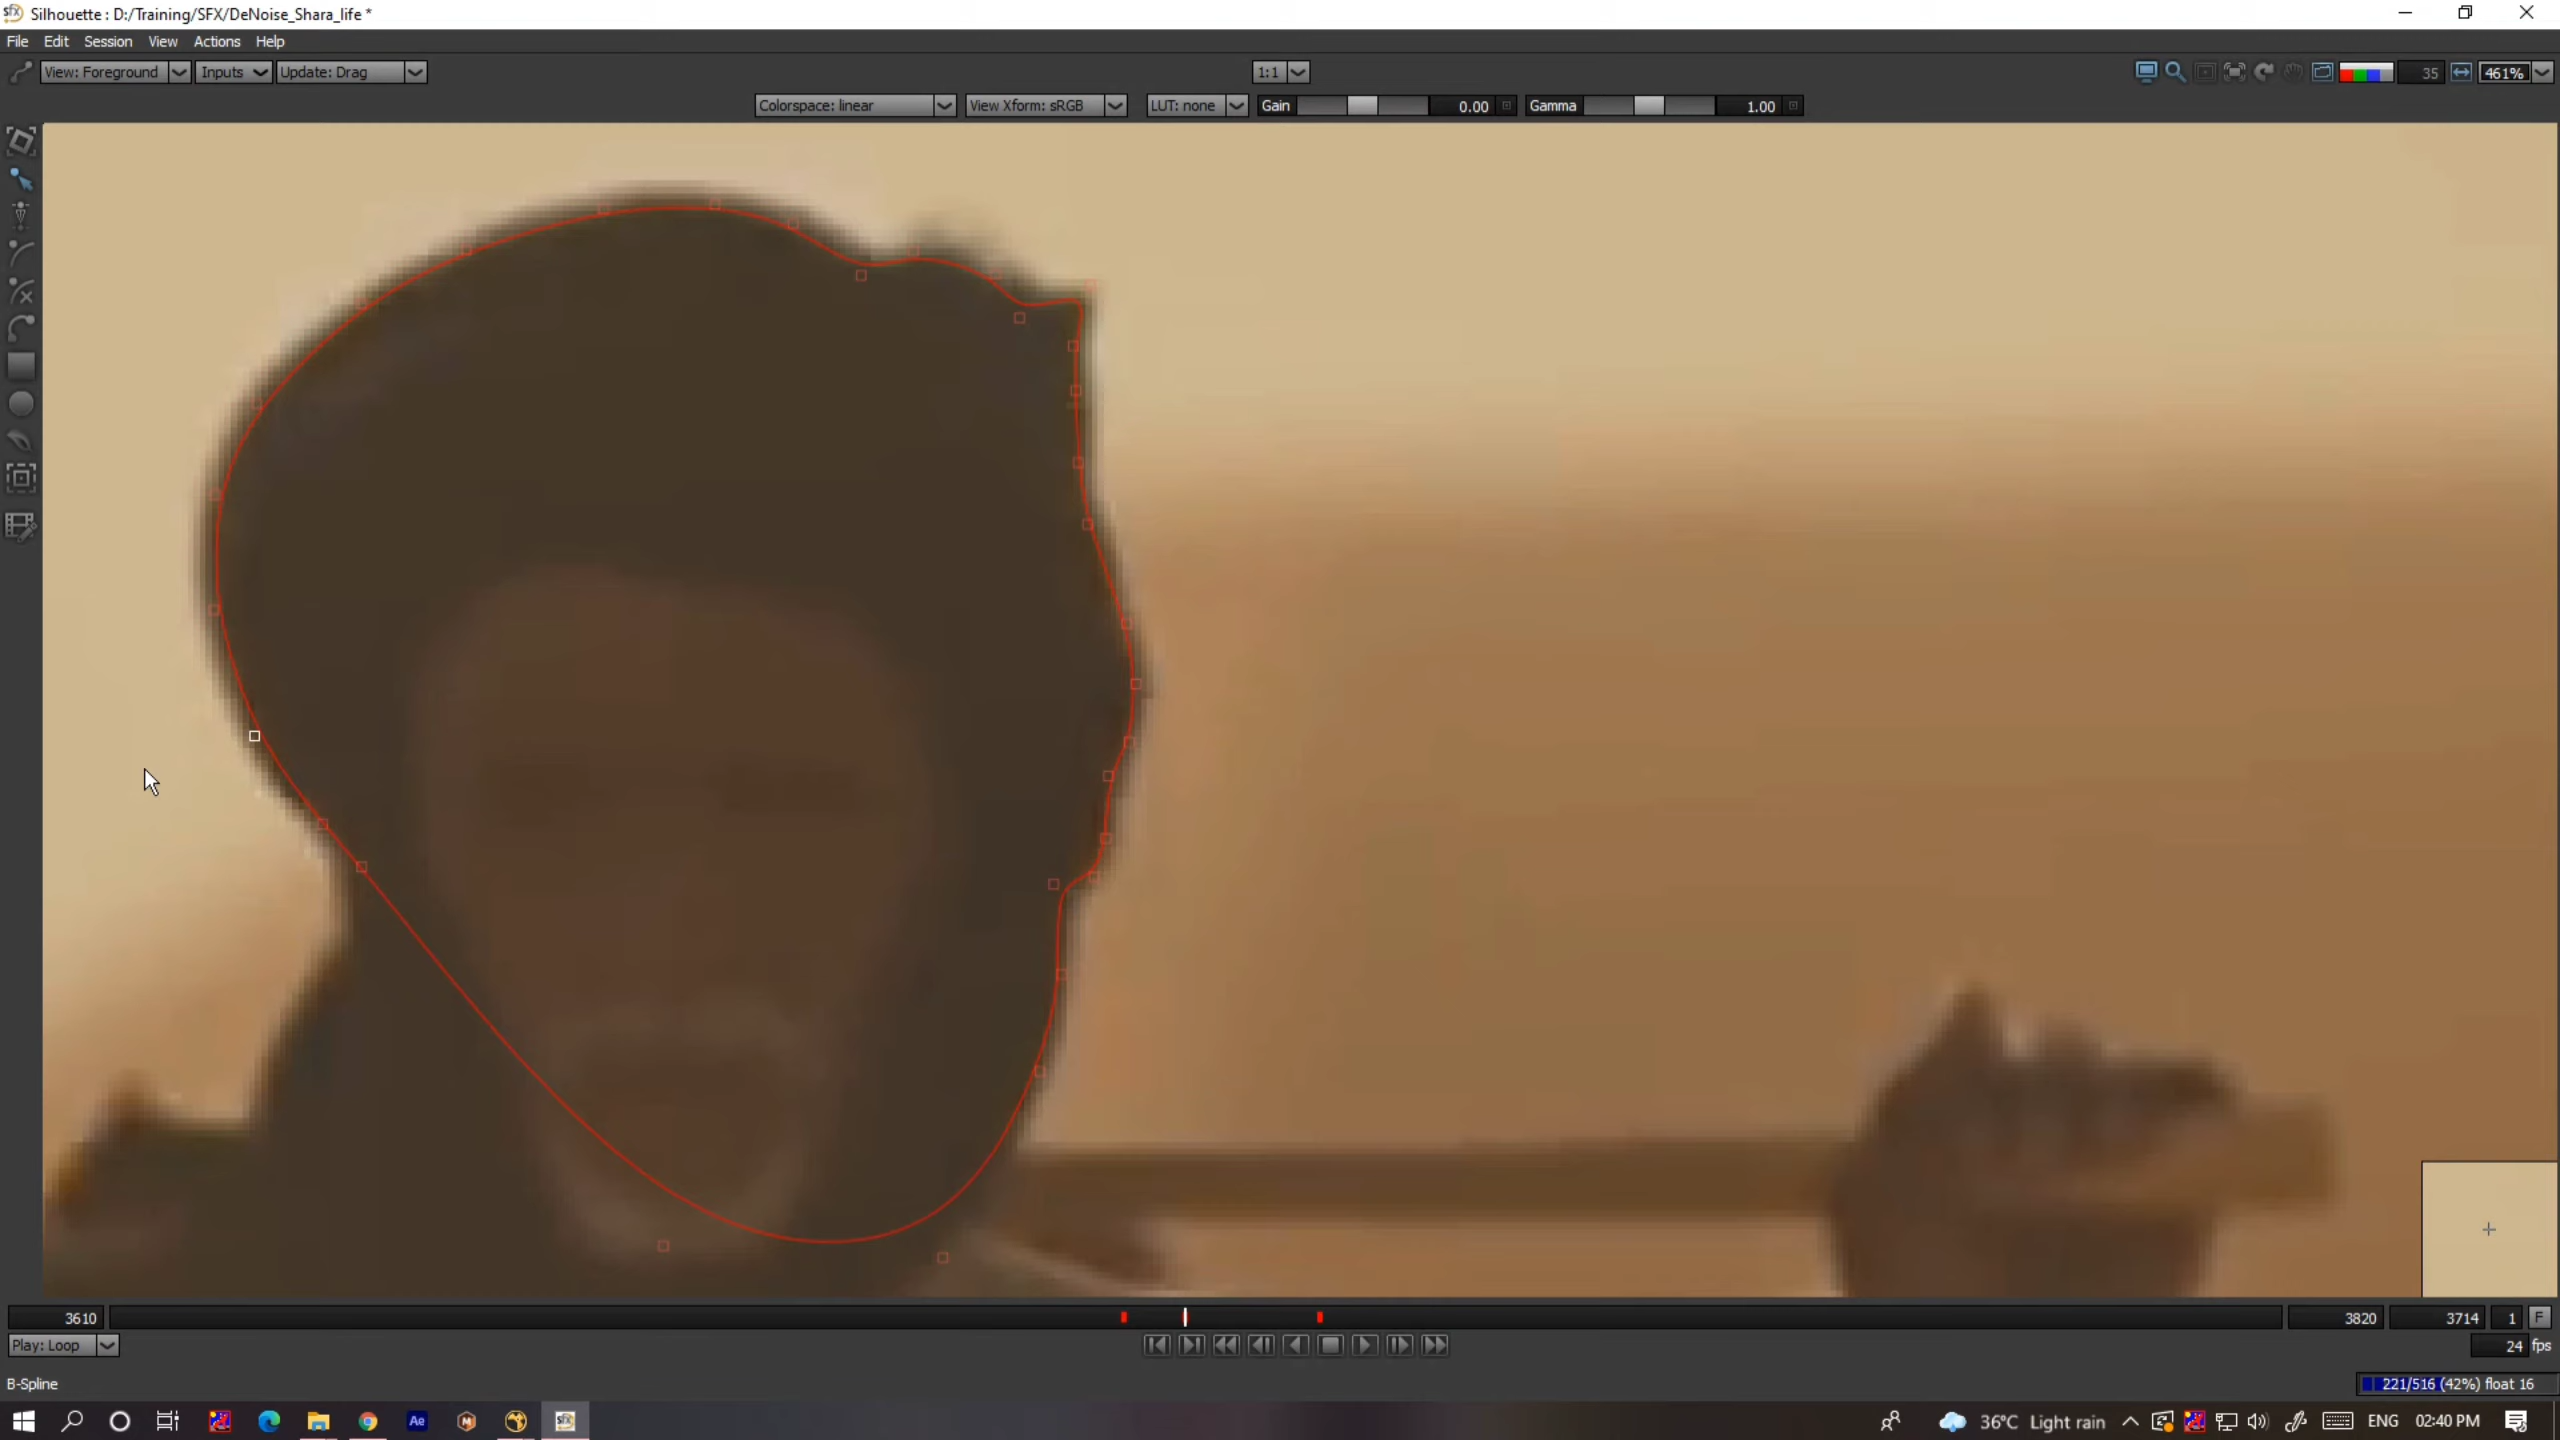 Silhouette : D:/Training/SFX/DeNoise_Shara_life *
File Edit Session View Actions Help
View: Foreground Inputs Update: Drag 1:1 35 461%
Colorspace: linear View Xform: sRGB LUT: none Gain 0.00 Gamma 1.00
3610 3820 3714 1 F
Play: Loop 24 fps
B-Spline 221/516 (42%) float 16
Ae M SfX 36°C Light rain ENG 02:40 PM